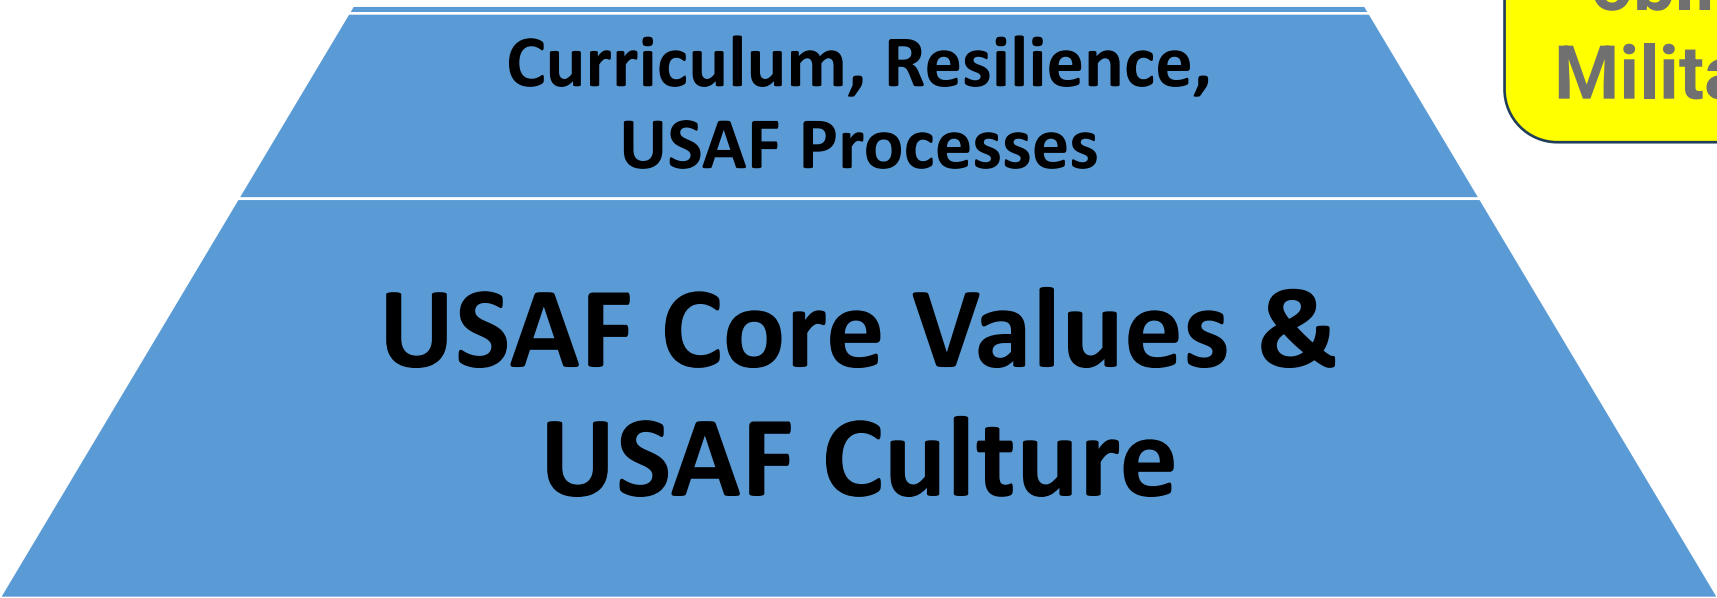 Curriculum, Resilience,
USAF Processes
USAF Core Values &
USAF Culture